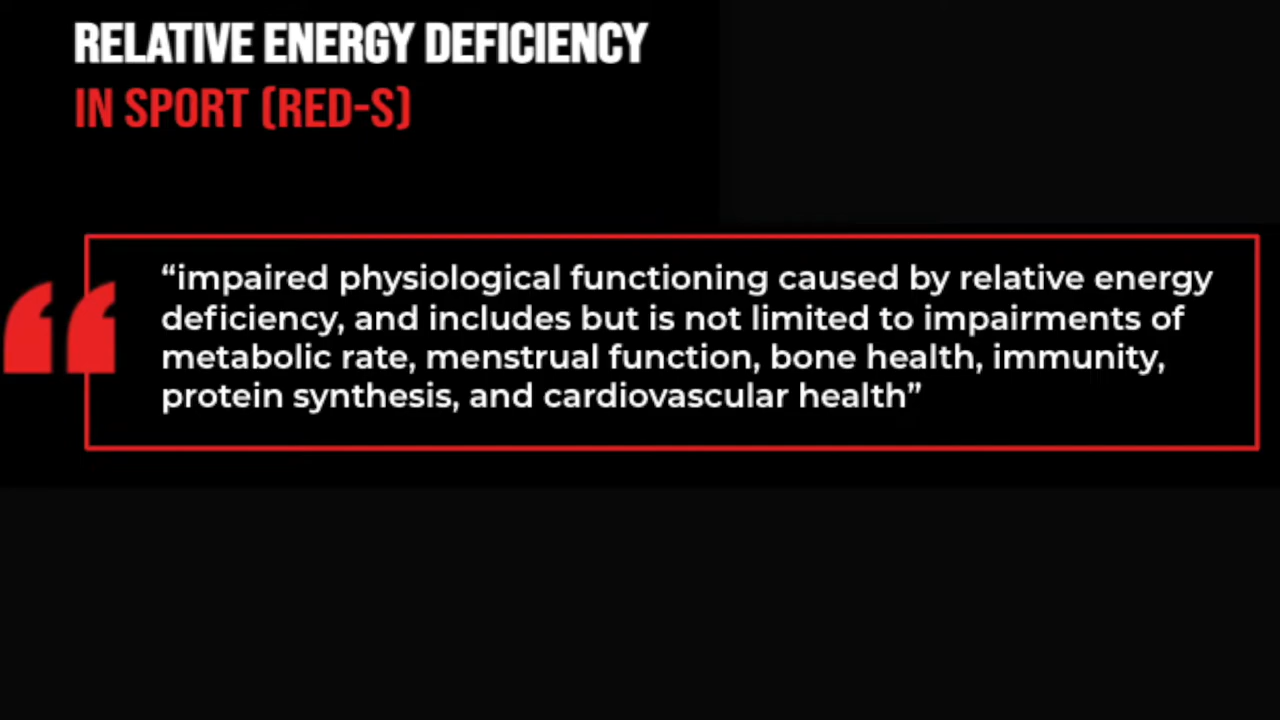 RELATIVE ENERGY DEFICIENCY
IN SPORT (RED-S)
“impaired physiological functioning caused by relative energy
deficiency, and includes but is not limited to impairments of
metabolic rate, menstrual function, bone health, immunity,
protein synthesis, and cardiovascular health”